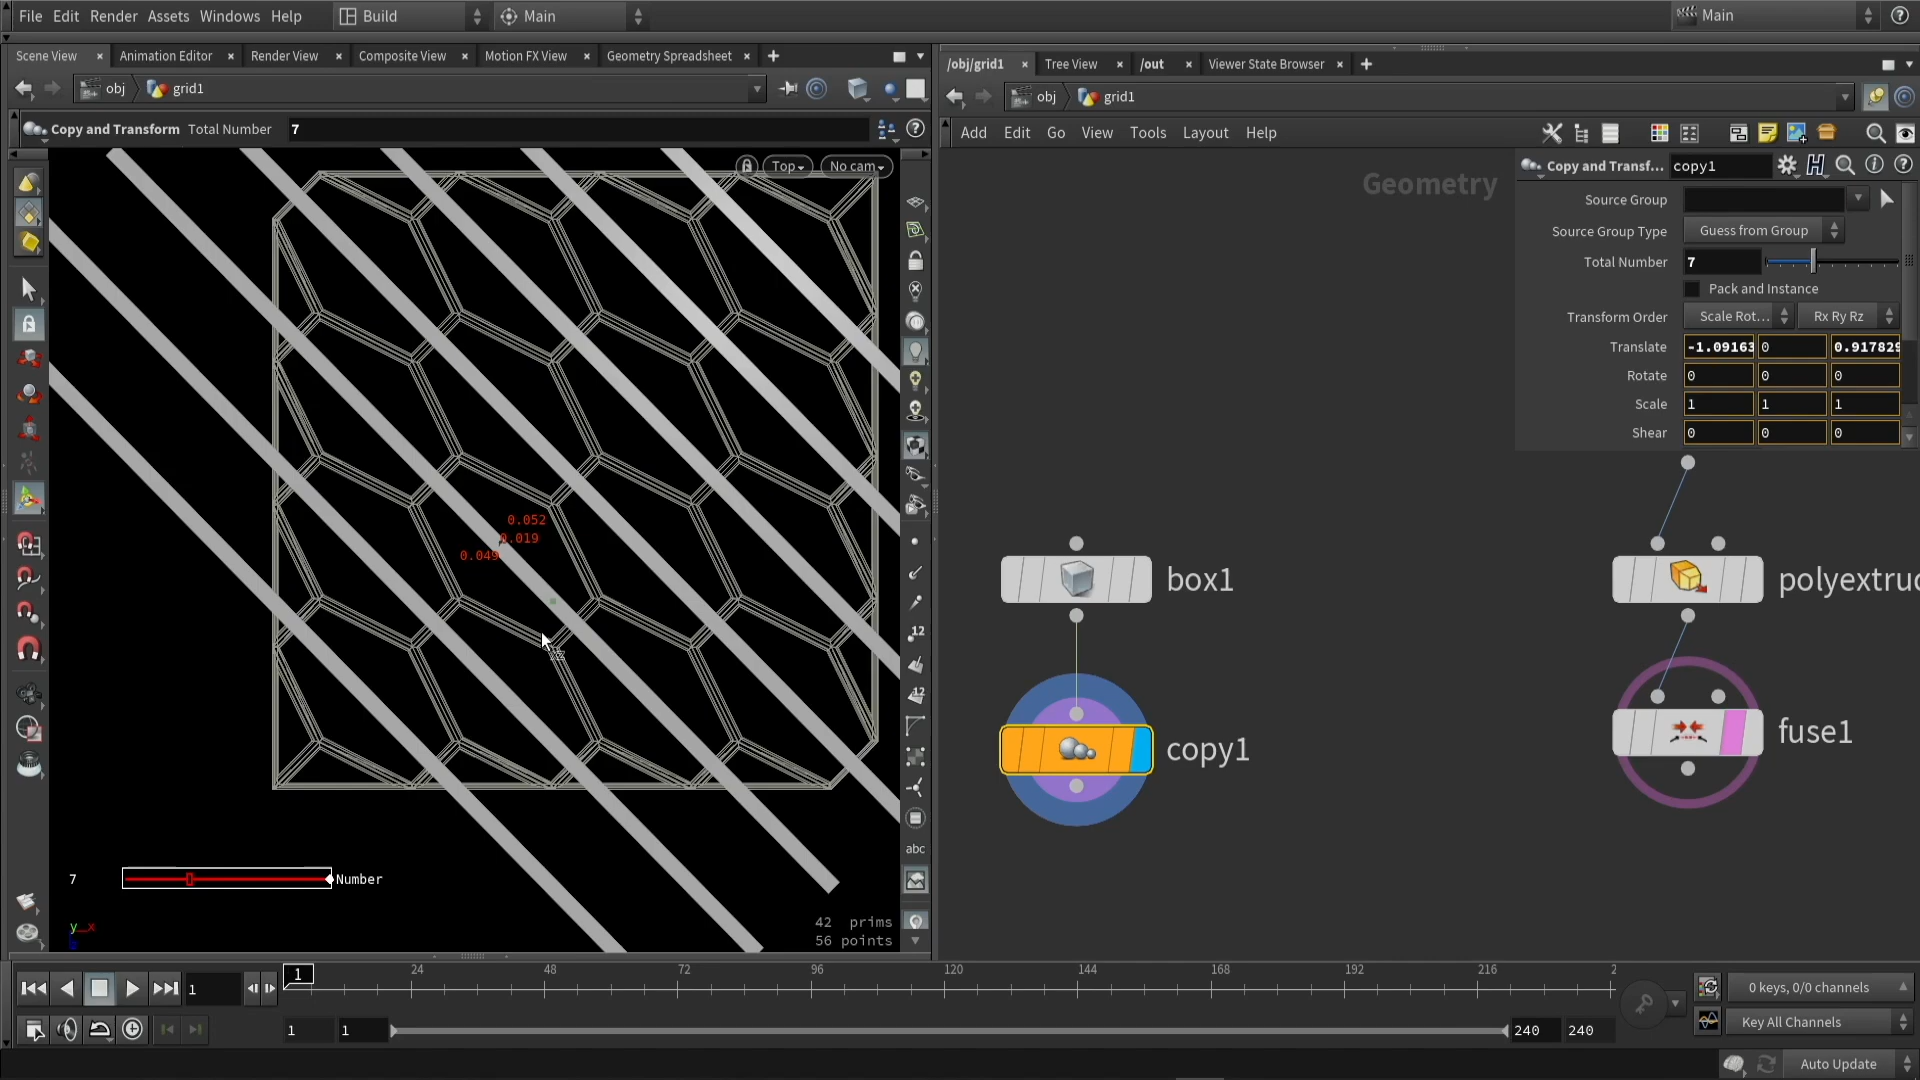 File Edit Render Assets Windows Help Build Main Main
Scene View Animation Editor Render View Composite View Motion FX View Geometry Spreadsheet
/obj/grid1 Tree View /out Viewer State Browser
obj grid1
obj grid1
Copy and Transform Total Number 7
Add Edit Go View Tools Layout Help
Top No cam
Geometry
Copy and Transf... copy1
Source Group
Source Group Type Guess from Group
Total Number 7
Pack and Instance
Transform Order Scale Rot... Rx Ry Rz
Translate -1.09163 0 0.917829
Rotate 0 0 0
Scale 1 1 1
Shear 0 0 0
0.052
0.019
0.049
12
12
abc
box1
polyextruc
copy1
fuse1
7 Number
y x
42 prims
56 points
1 24 48 72 96 120 144 168 192 216 2
1
0 keys, 0/0 channels
1 1 240 240
Key All Channels
Auto Update